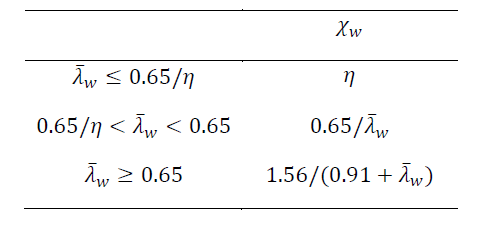 χ_w
λ̄_w ≤ 0.65/η η
0.65/η < λ̄_w < 0.65 0.65/λ̄_w
λ̄_w ≥ 0.65 1.56/(0.91 + λ̄_w)